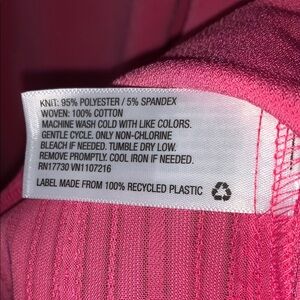 KNIT: 95% POLYESTER / 5% SPANDEX
WOVEN: 100% COTTON
MACHINE WASH COLD WITH LIKE COLORS.
GENTLE CYCLE. ONLY NON-CHLORINE
BLEACH IF NEEDED. TUMBLE DRY LOW.
REMOVE PROMPTLY. COOL IRON IF NEEDED.
RN17730 VN1107216
LABEL MADE FROM 100% RECYCLED PLASTIC